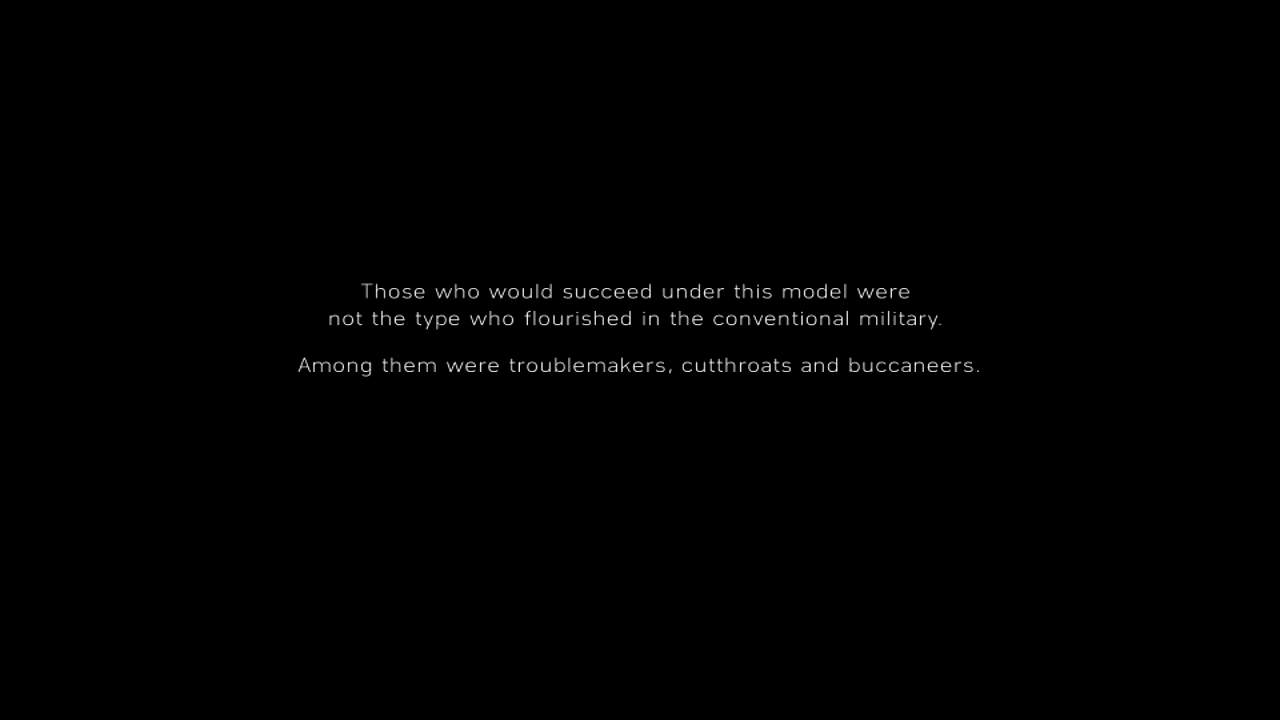 Those who would succeed under this model were
not the type who flourished in the conventional military.
Among them were troublemakers, cutthroats and buccaneers.